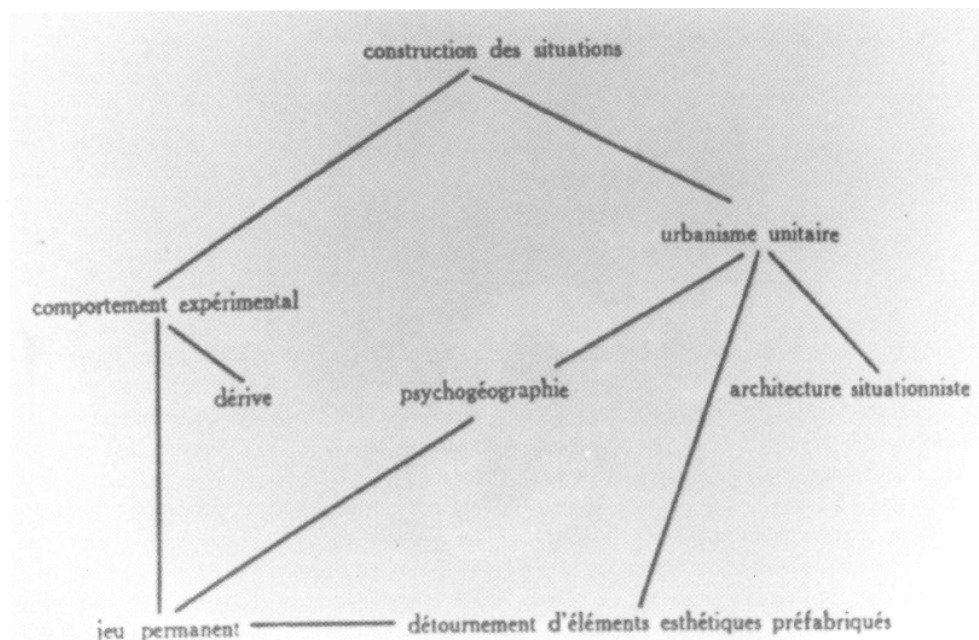 construction des situations
urbanisme unitaire
comportement expérimental
dérive
psychogéographie
architecture situationniste
jeu permanent
détournement d'éléments esthétiques préfabriqués